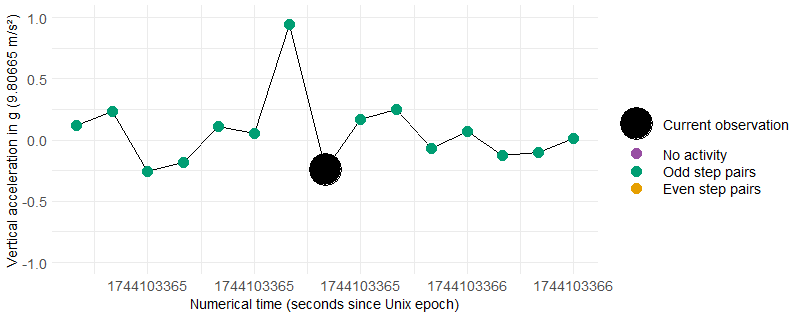 Vertical acceleration in g (9.80665 m/s²)
1.0
0.5
0.0
-0.5
-1.0
1744103365 1744103365 1744103365 1744103366 1744103366
Numerical time (seconds since Unix epoch)
Current observation
No activity
Odd step pairs
Even step pairs